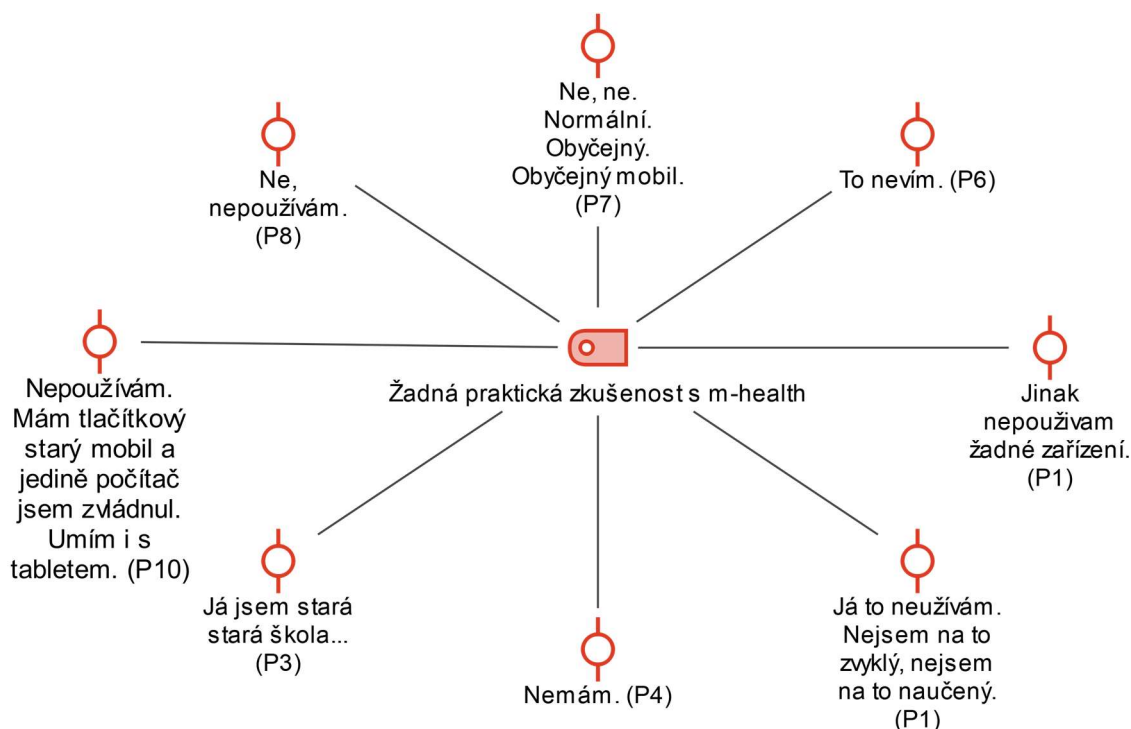 Ne, ne.
Normální.
Obyčejný.
Obyčejný mobil.
(P7)
Ne,
nepoužívám.
(P8)
To nevím. (P6)
Nepoužívám.
Mám tlačítkový
starý mobil a
jedině počítač
jsem zvládnul.
Umím i s
tabletem. (P10)
Žadná praktická zkušenost s m-health
Jinak
nepouživam
žadné zařízení.
(P1)
Já jsem stará
stará škola...
(P3)
Nemám. (P4)
Já to neužívám.
Nejsem na to
zvyklý, nejsem
na to naučený.
(P1)